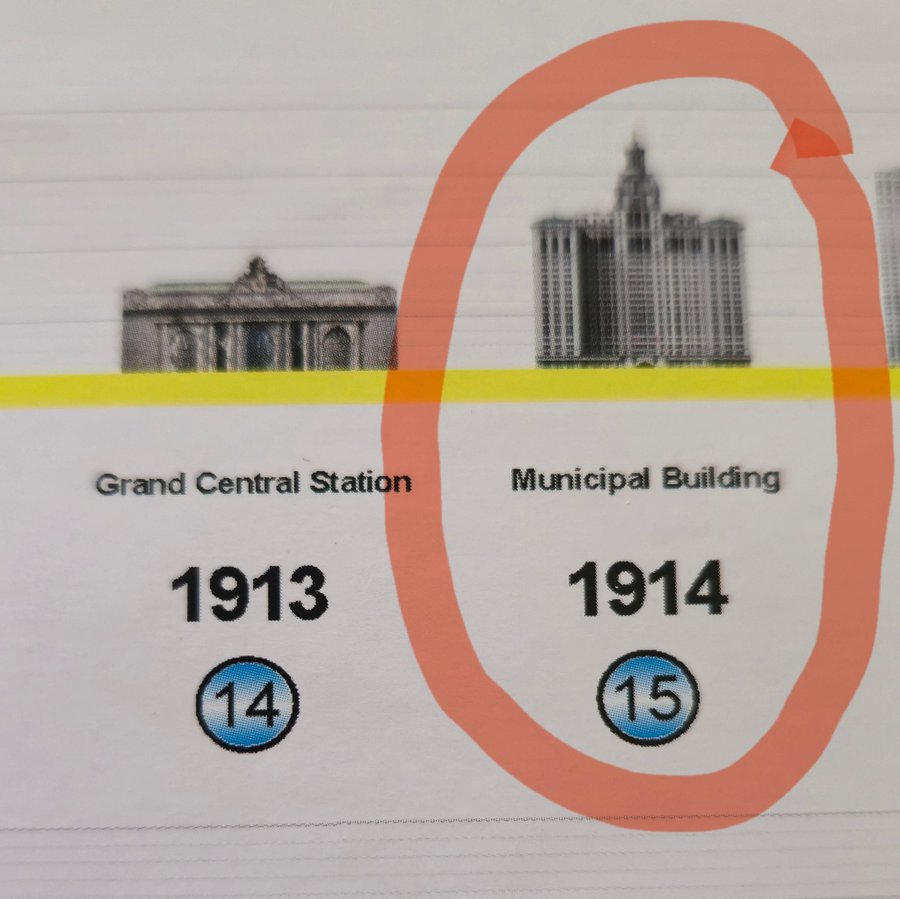 Grand Central Station
1913
14
Municipal Building
1914
15